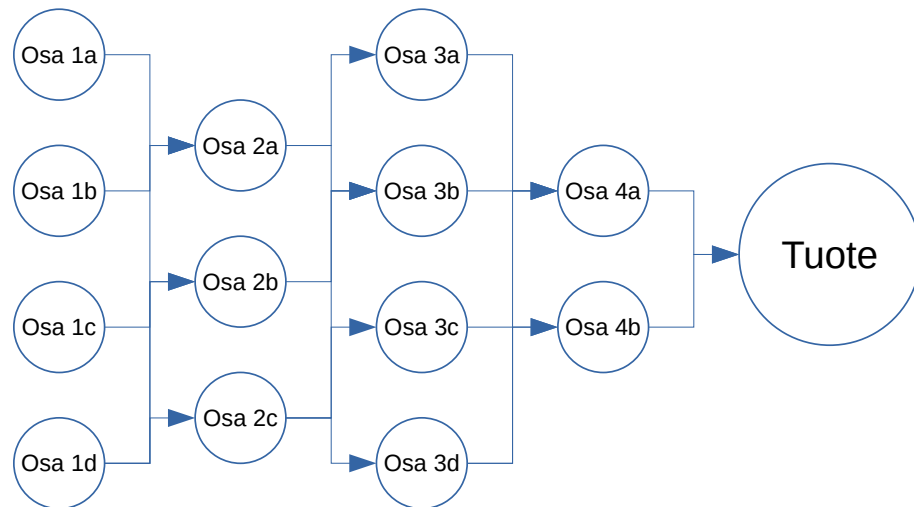 Osa 1a
Osa 1b
Osa 1c
Osa 1d
Osa 2a
Osa 2b
Osa 2c
Osa 3a
Osa 3b
Osa 3c
Osa 3d
Osa 4a
Osa 4b
Tuote